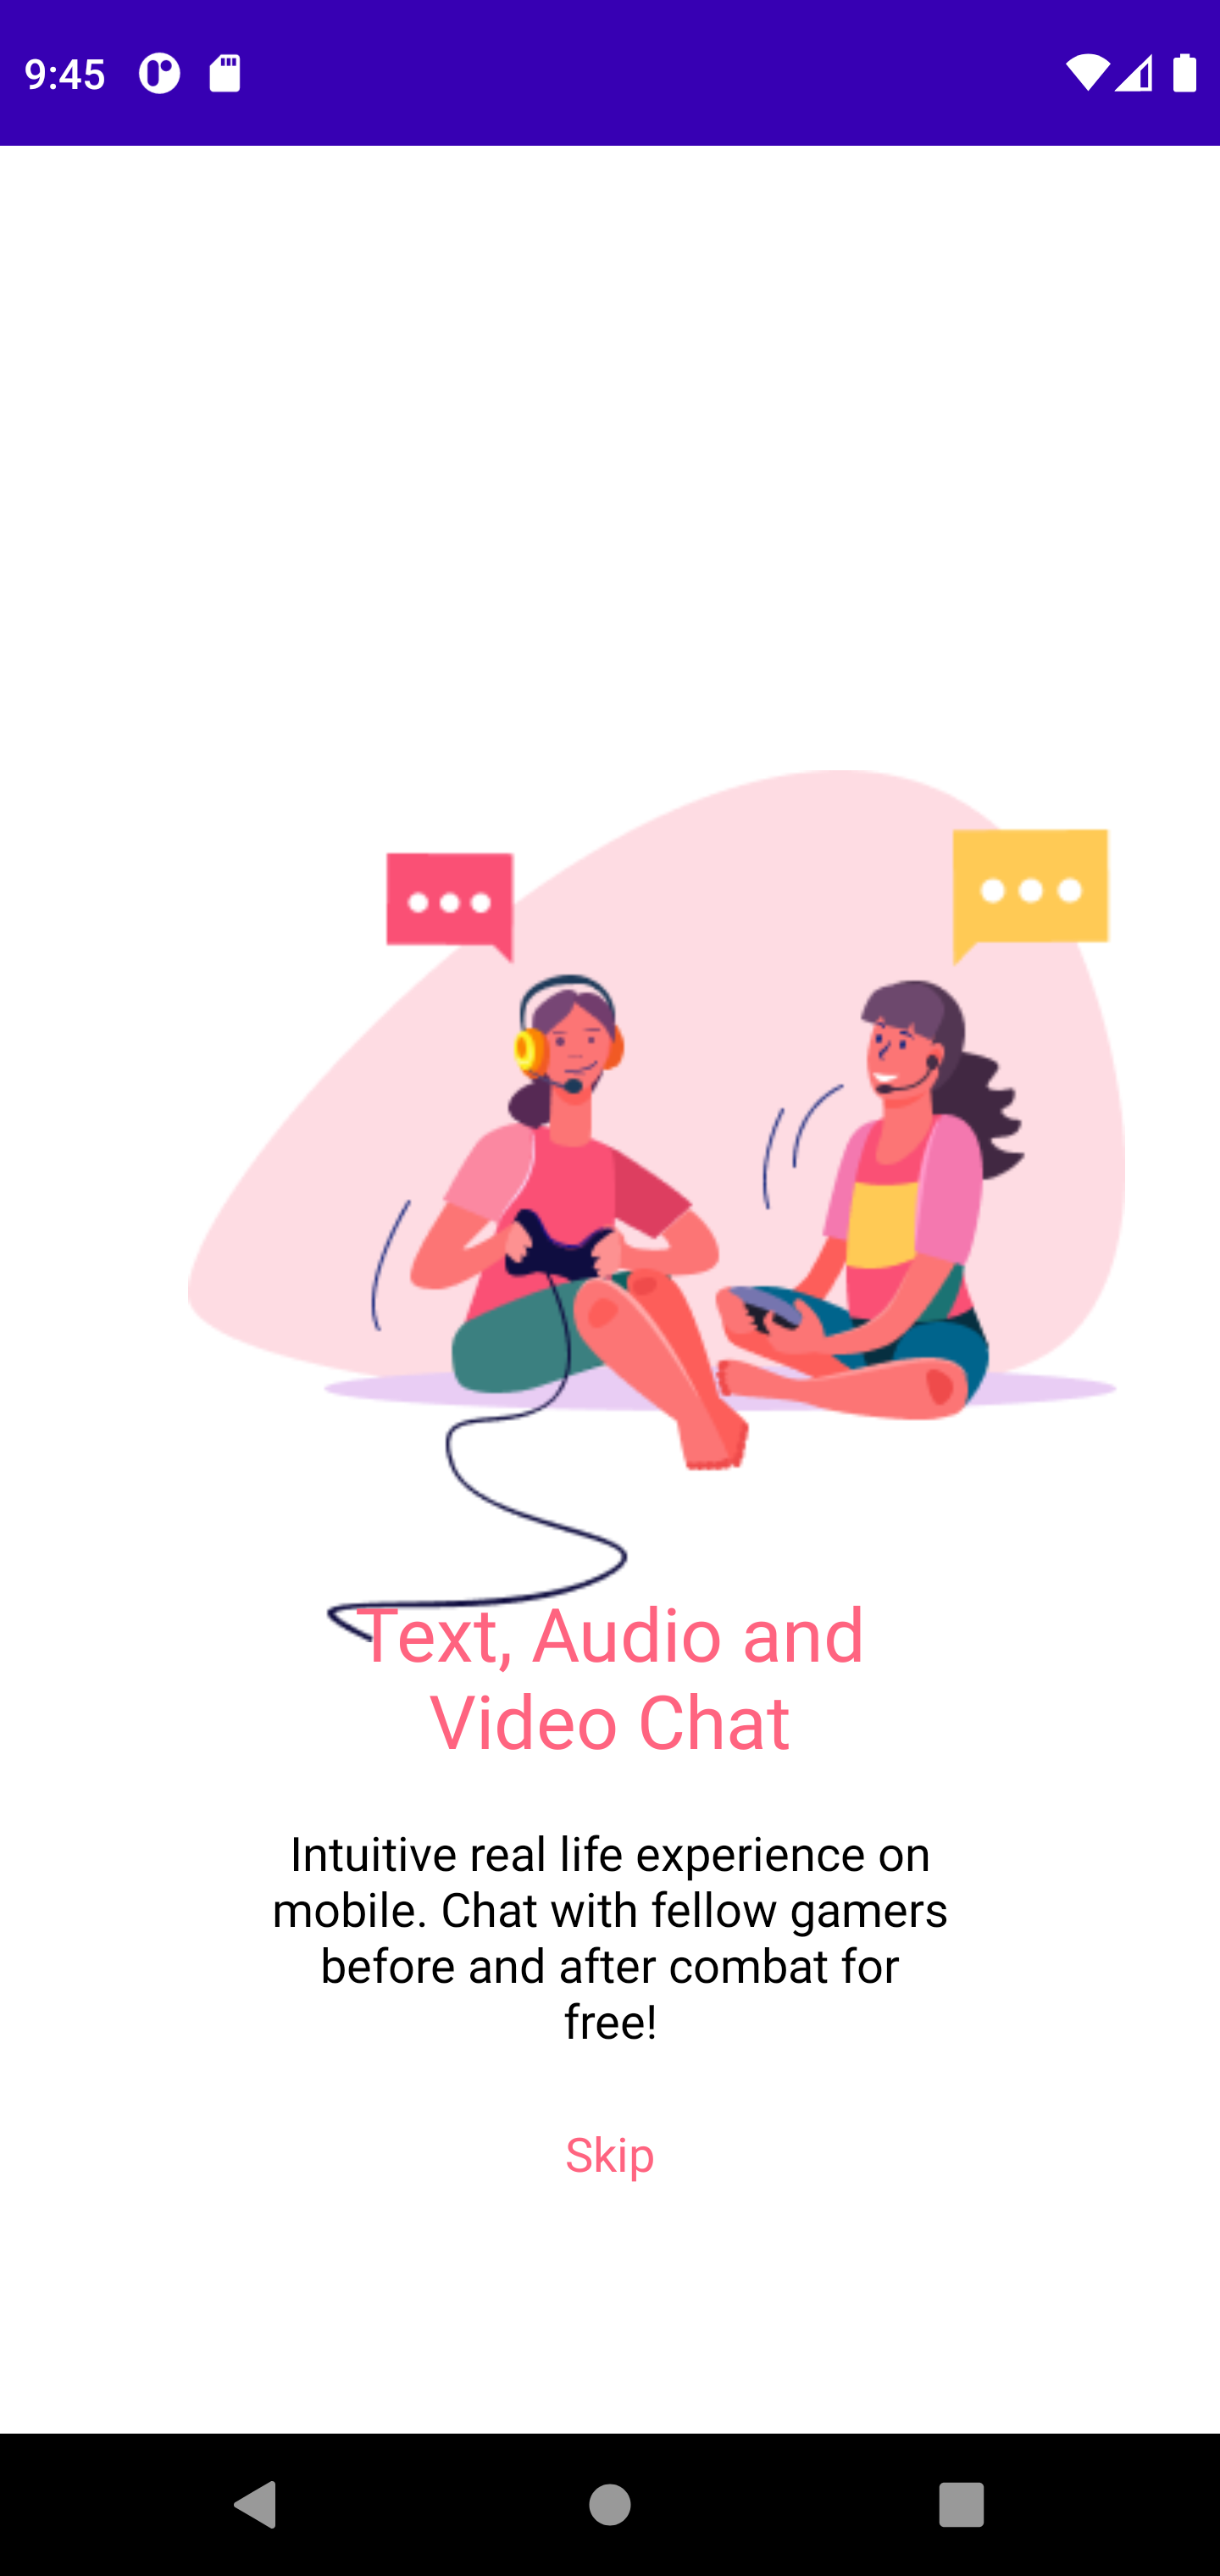 9:45
Text, Audio and
Video Chat
Intuitive real life experience on
mobile. Chat with fellow gamers
before and after combat for
free!
Skip